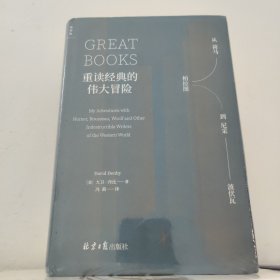 GREAT
BOOKS
重读经典的
伟大冒险
My Adventures with
Homer, Rousseau, Woolf and Other
Indestructible Writers
of the Western World
David Denby
[美] 大卫·丹比——著
——译
从荷马
柏拉图
到尼采
波伏瓦
北京日报出版社